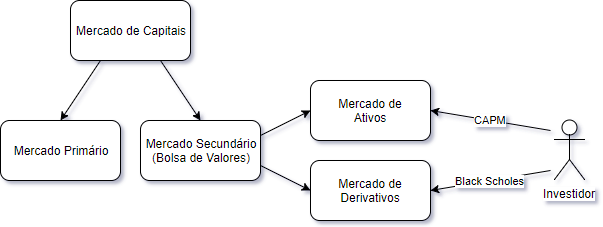 Mercado de Capitais
Mercado Primário
Mercado Secundário
(Bolsa de Valores)
Mercado de
Ativos
Mercado de
Derivativos
CAPM
Black Scholes
Investidor